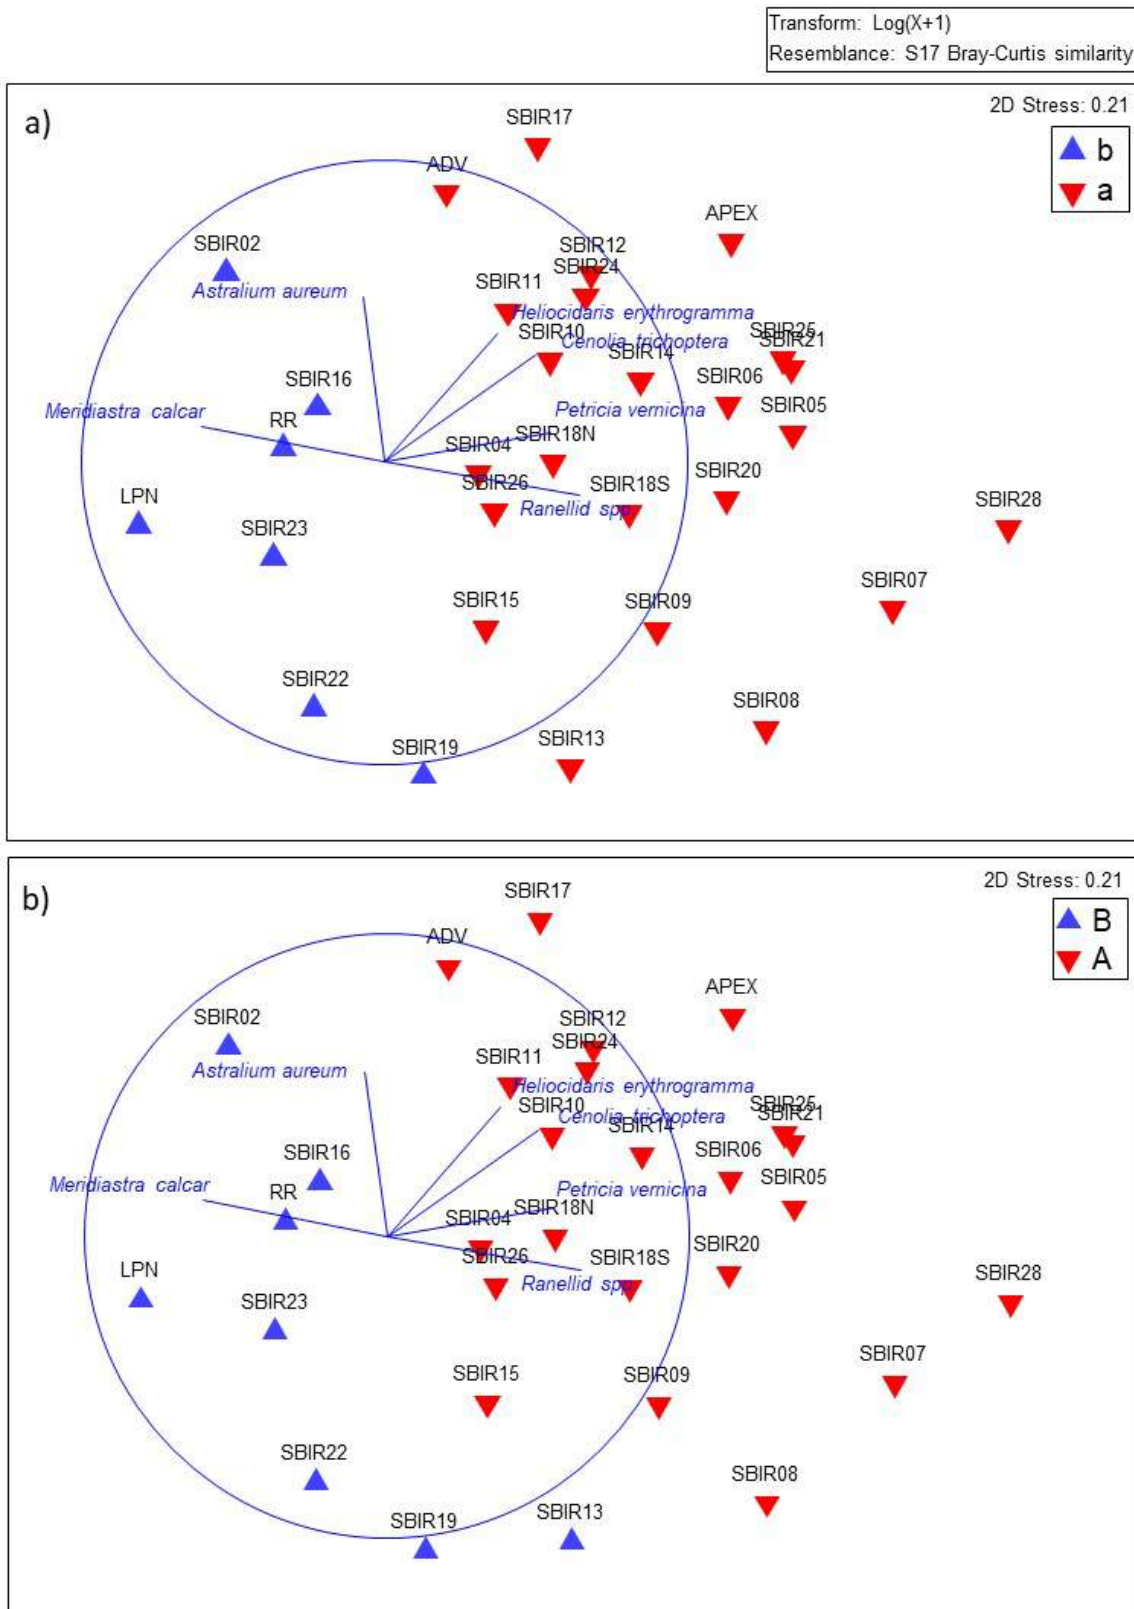 Transform: Log(X+1)
Resemblance: S17 Bray-Curtis similarity
a)
2D Stress: 0.21
b
a
SBIR17
ADV
APEX
SBIR02
SBIR12
SBIR24
SBIR11
Astralium aureum
Heliocidaris erythrogramma
SBIR10
Cenolia trichoptera
SBIR25
SBIR21
SBIR14
SBIR16
SBIR06
SBIR05
Meridiastra calcar
RR
Petricia vernicina
SBIR18N
SBIR04
SBIR26
SBIR18S
SBIR20
Ranellid spp.
LPN
SBIR23
SBIR28
SBIR07
SBIR15
SBIR09
SBIR22
SBIR08
SBIR19
SBIR13
b)
2D Stress: 0.21
B
A
SBIR17
ADV
APEX
SBIR02
SBIR12
SBIR24
SBIR11
Astralium aureum
Heliocidaris erythrogramma
SBIR10
Cenolia trichoptera
SBIR25
SBIR21
SBIR14
SBIR16
SBIR06
SBIR05
Meridiastra calcar
RR
Petricia vernicina
SBIR18N
SBIR04
SBIR26
SBIR18S
SBIR20
Ranellid spp.
LPN
SBIR23
SBIR28
SBIR07
SBIR15
SBIR09
SBIR22
SBIR08
SBIR19
SBIR13